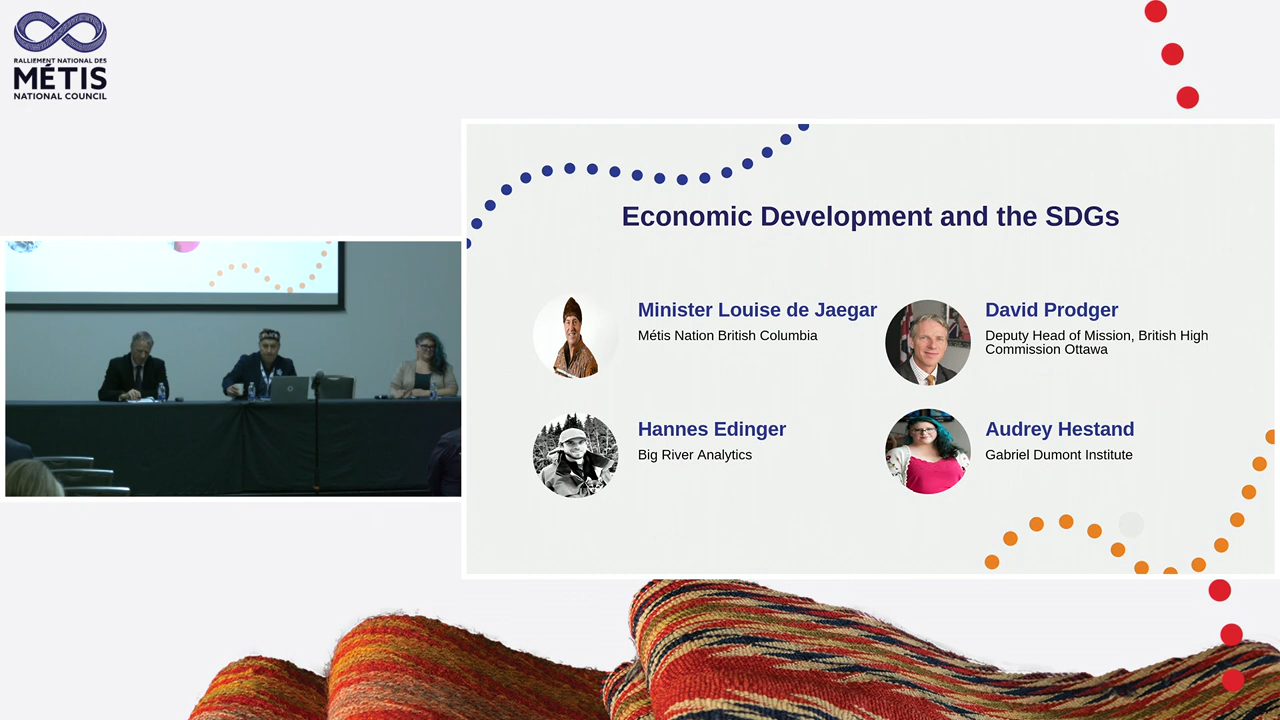 RALLIEMENT NATIONAL DES
MÉTIS
NATIONAL COUNCIL
Economic Development and the SDGs
Minister Louise de Jaegar
Métis Nation British Columbia
David Prodger
Deputy Head of Mission, British High
Commission Ottawa
Hannes Edinger
Big River Analytics
Audrey Hestand
Gabriel Dumont Institute